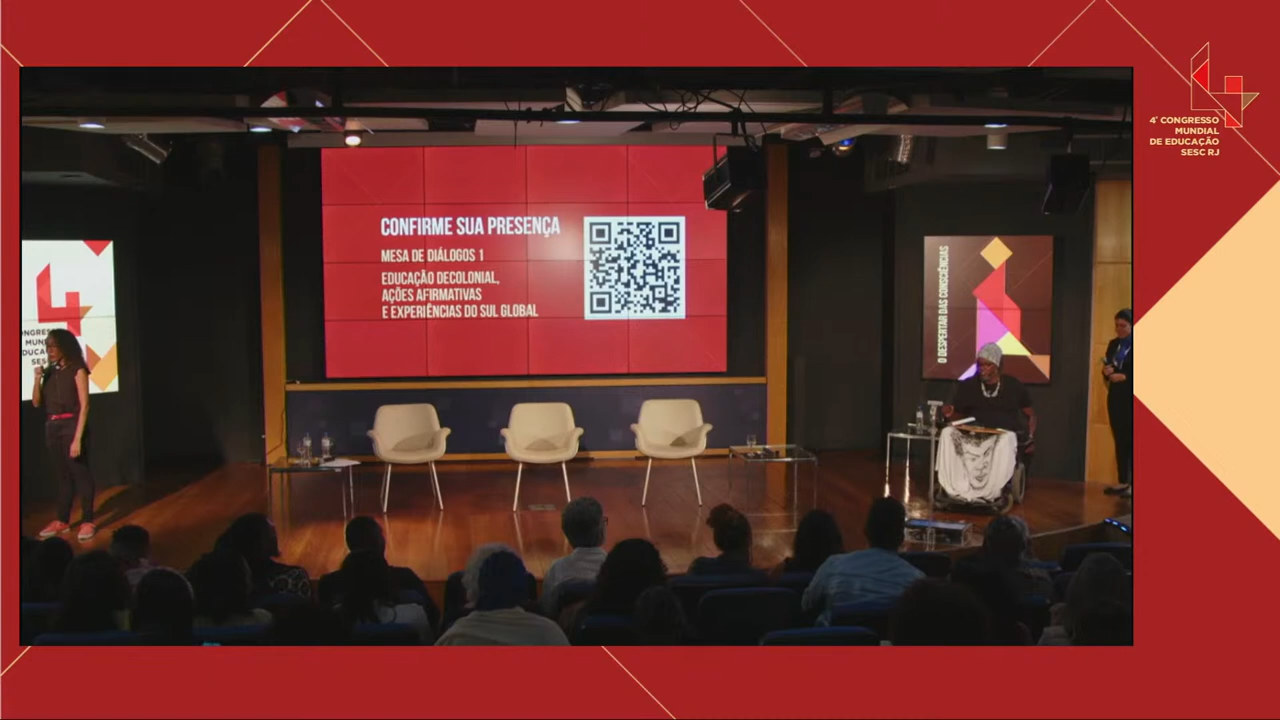 4º CONGRESSO
MUNDIAL
DE EDUCAÇÃO
SESC RJ
CONFIRME SUA PRESENÇA
MESA DE DIÁLOGOS 1
EDUCAÇÃO DECOLONIAL,
AÇÕES AFIRMATIVAS
E EXPERIÊNCIAS DO SUL GLOBAL
O DESPERTAR DAS CONSCIÊNCIAS